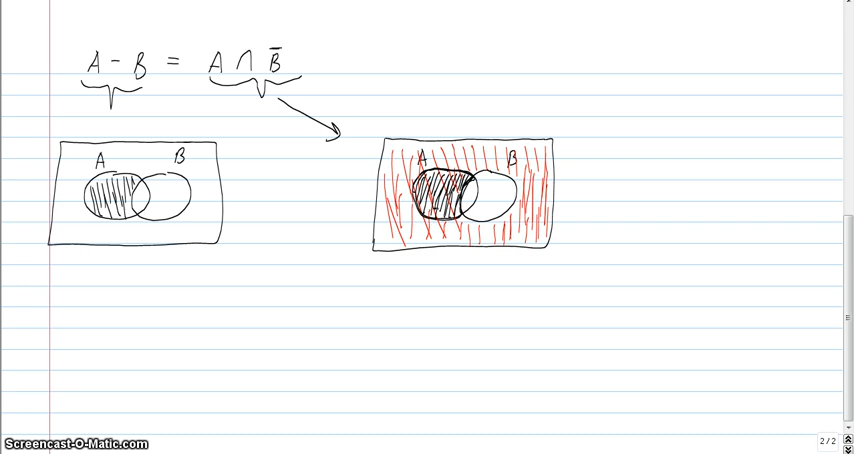 A - B = A ∩ B̅
A B
A B
2 / 2
Screencast-O-Matic.com